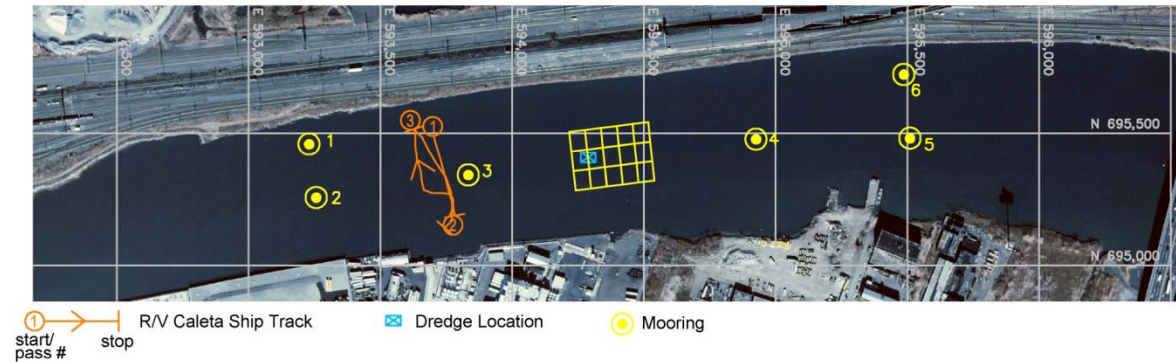 ,500
E 593,000
E 593,500
E 594,000
E 594,500
E 595,000
E 595,500
E 596,000
6
N 695,500
3
1
1
4
5
3
2
2
N 695,000
1
start/
pass #
stop
R/V Caleta Ship Track
Dredge Location
Mooring